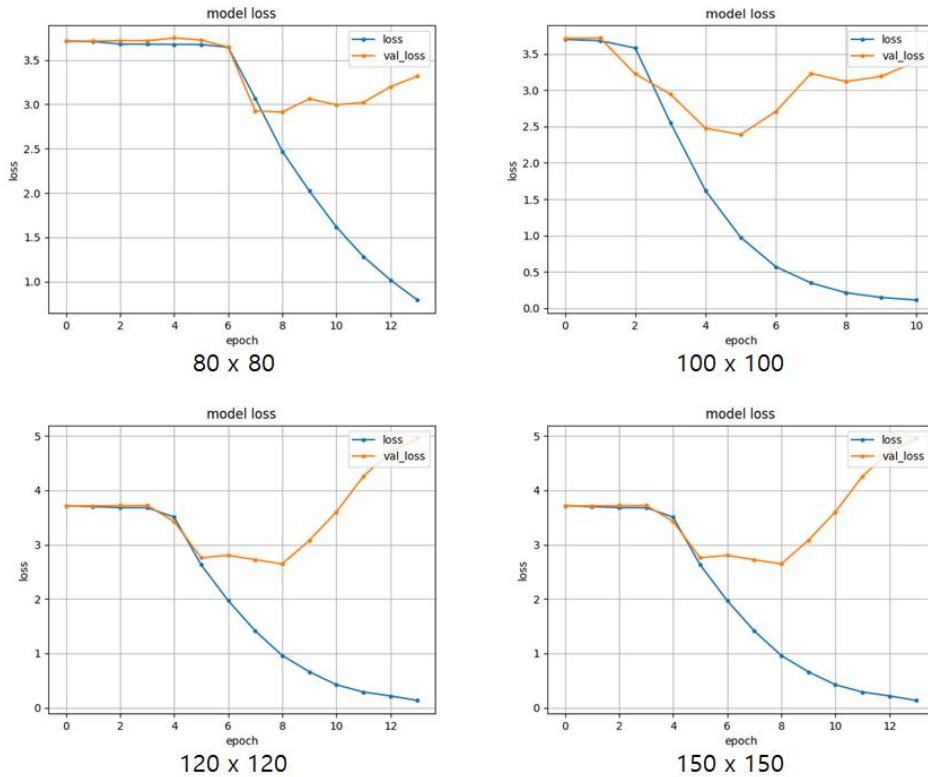 model loss
loss
val_loss
3.5
3.0
2.5
2.0
1.5
1.0
loss
0 2 4 6 8 10 12
epoch
80 x 80
model loss
loss
val_loss
3.5
3.0
2.5
2.0
1.5
1.0
0.5
0.0
loss
0 2 4 6 8 10
epoch
100 x 100
model loss
loss
val_loss
5
4
3
2
1
0
loss
0 2 4 6 8 10 12
epoch
120 x 120
model loss
loss
val_loss
5
4
3
2
1
0
loss
0 2 4 6 8 10 12
epoch
150 x 150